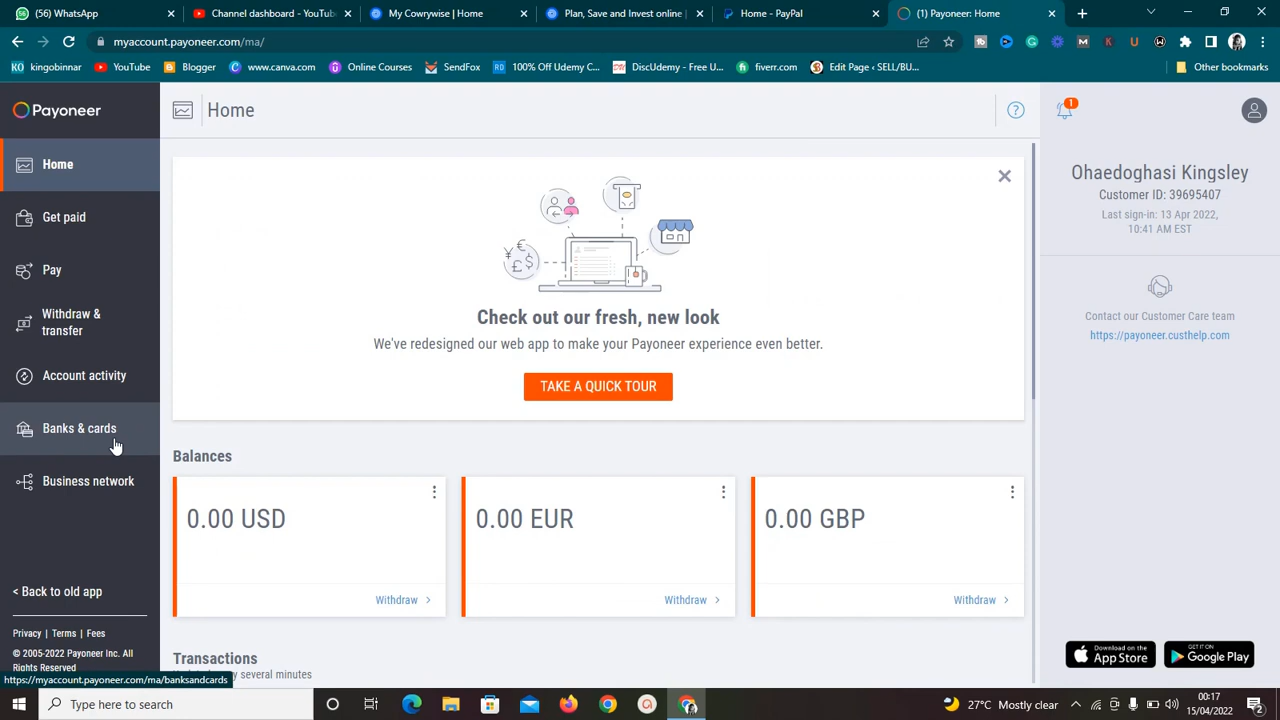 (56) WhatsApp
Channel dashboard - YouTube
My Cowrywise | Home
Plan, Save and Invest online |
Home - PayPal
(1) Payoneer: Home
myaccount.payoneer.com/ma/
kingobinnar
YouTube
Blogger
www.canva.com
Online Courses
SendFox
100% Off Udemy C...
DiscUdemy - Free U...
fiverr.com
Edit Page ‹ SELL/BU...
Other bookmarks
Payoneer
Home
1
Home
Get paid
Pay
Withdraw &
transfer
Account activity
Banks & cards
Business network
< Back to old app
Privacy | Terms | Fees
© 2005-2022 Payoneer Inc. All
Rights Reserved
https://myaccount.payoneer.com/ma/banksandcards
Check out our fresh, new look
We've redesigned our web app to make your Payoneer experience even better.
TAKE A QUICK TOUR
Balances
0.00 USD
0.00 EUR
0.00 GBP
Withdraw >
Withdraw >
Withdraw >
Transactions
every several minutes
Ohaedoghasi Kingsley
Customer ID: 39695407
Last sign-in: 13 Apr 2022,
10:41 AM EST
Contact our Customer Care team
https://payoneer.custhelp.com
Download on the
App Store
GET IT ON
Google Play
Type here to search
27°C Mostly clear
00:17
15/04/2022
2